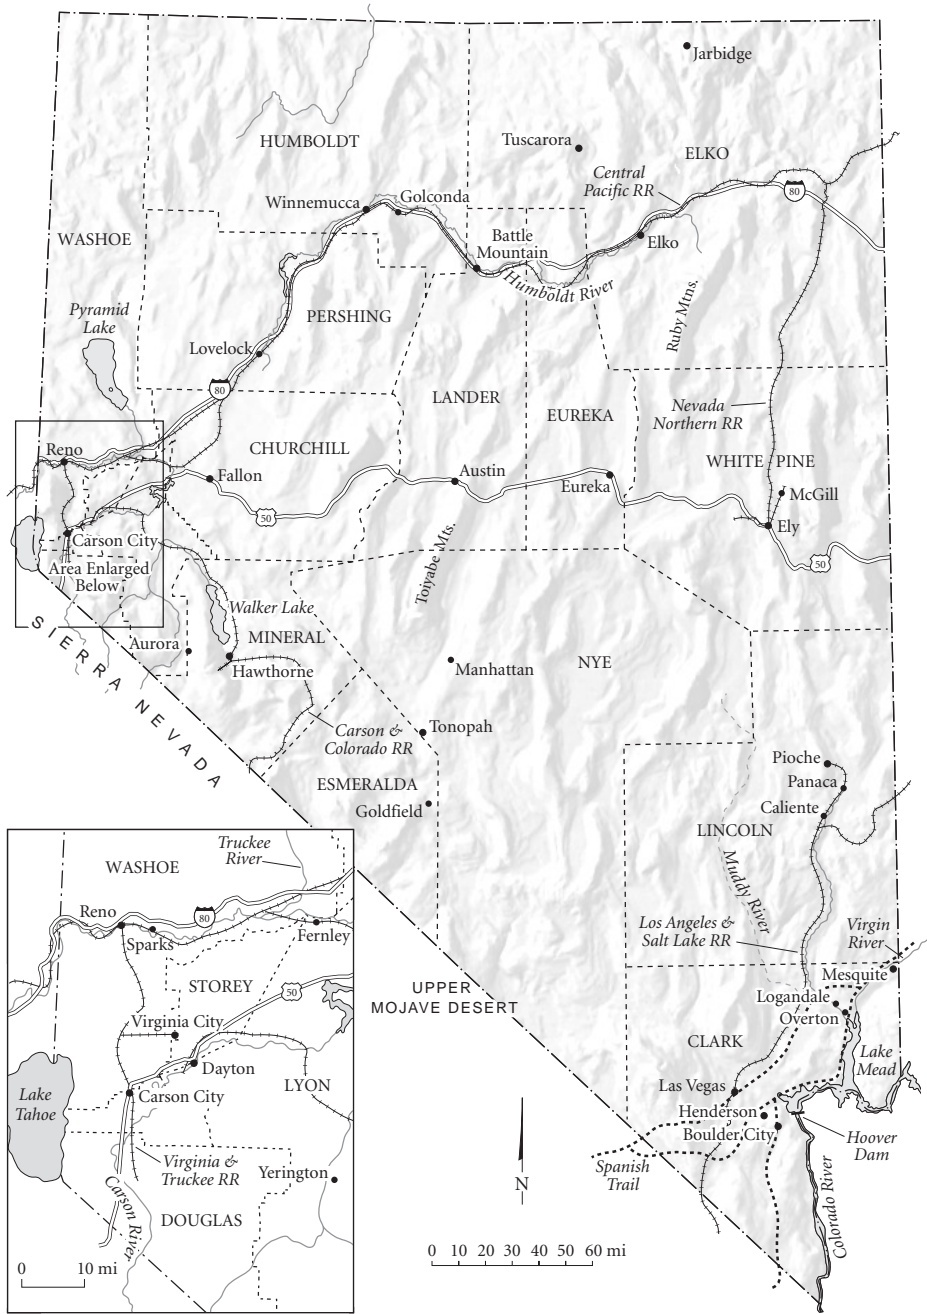 Jarbidge
HUMBOLDT
Tuscarora
ELKO
Central
Pacific RR
80
Winnemucca
Golconda
WASHOE
Battle
Mountain
Elko
Humboldt River
Pyramid
Lake
PERSHING
Ruby Mtns.
Lovelock
80
LANDER
EUREKA
Nevada
Northern RR
Reno
CHURCHILL
WHITE PINE
Fallon
Austin
Eureka
McGill
50
Ely
Carson City
50
Area Enlarged
Below
Toiyabe Mts.
SIERRA NEVADA
Walker Lake
Aurora
MINERAL
Hawthorne
Manhattan
NYE
Carson &
Colorado RR
Tonopah
Pioche
Panaca
ESMERALDA
Goldfield
Caliente
LINCOLN
Muddy River
Los Angeles &
Salt Lake RR
Virgin
River
UPPER
MOJAVE DESERT
Mesquite
Logandale
Overton
CLARK
Lake
Mead
Las Vegas
Henderson
Boulder City
Hoover
Dam
Spanish
Trail
Colorado River
N
0 10 20 30 40 50 60 mi
Truckee
River
WASHOE
Reno
80
Sparks
Fernley
STOREY
50
Virginia City
Dayton
LYON
Lake
Tahoe
Carson City
Virginia &
Truckee RR
Yerington
Carson River
DOUGLAS
0 10 mi